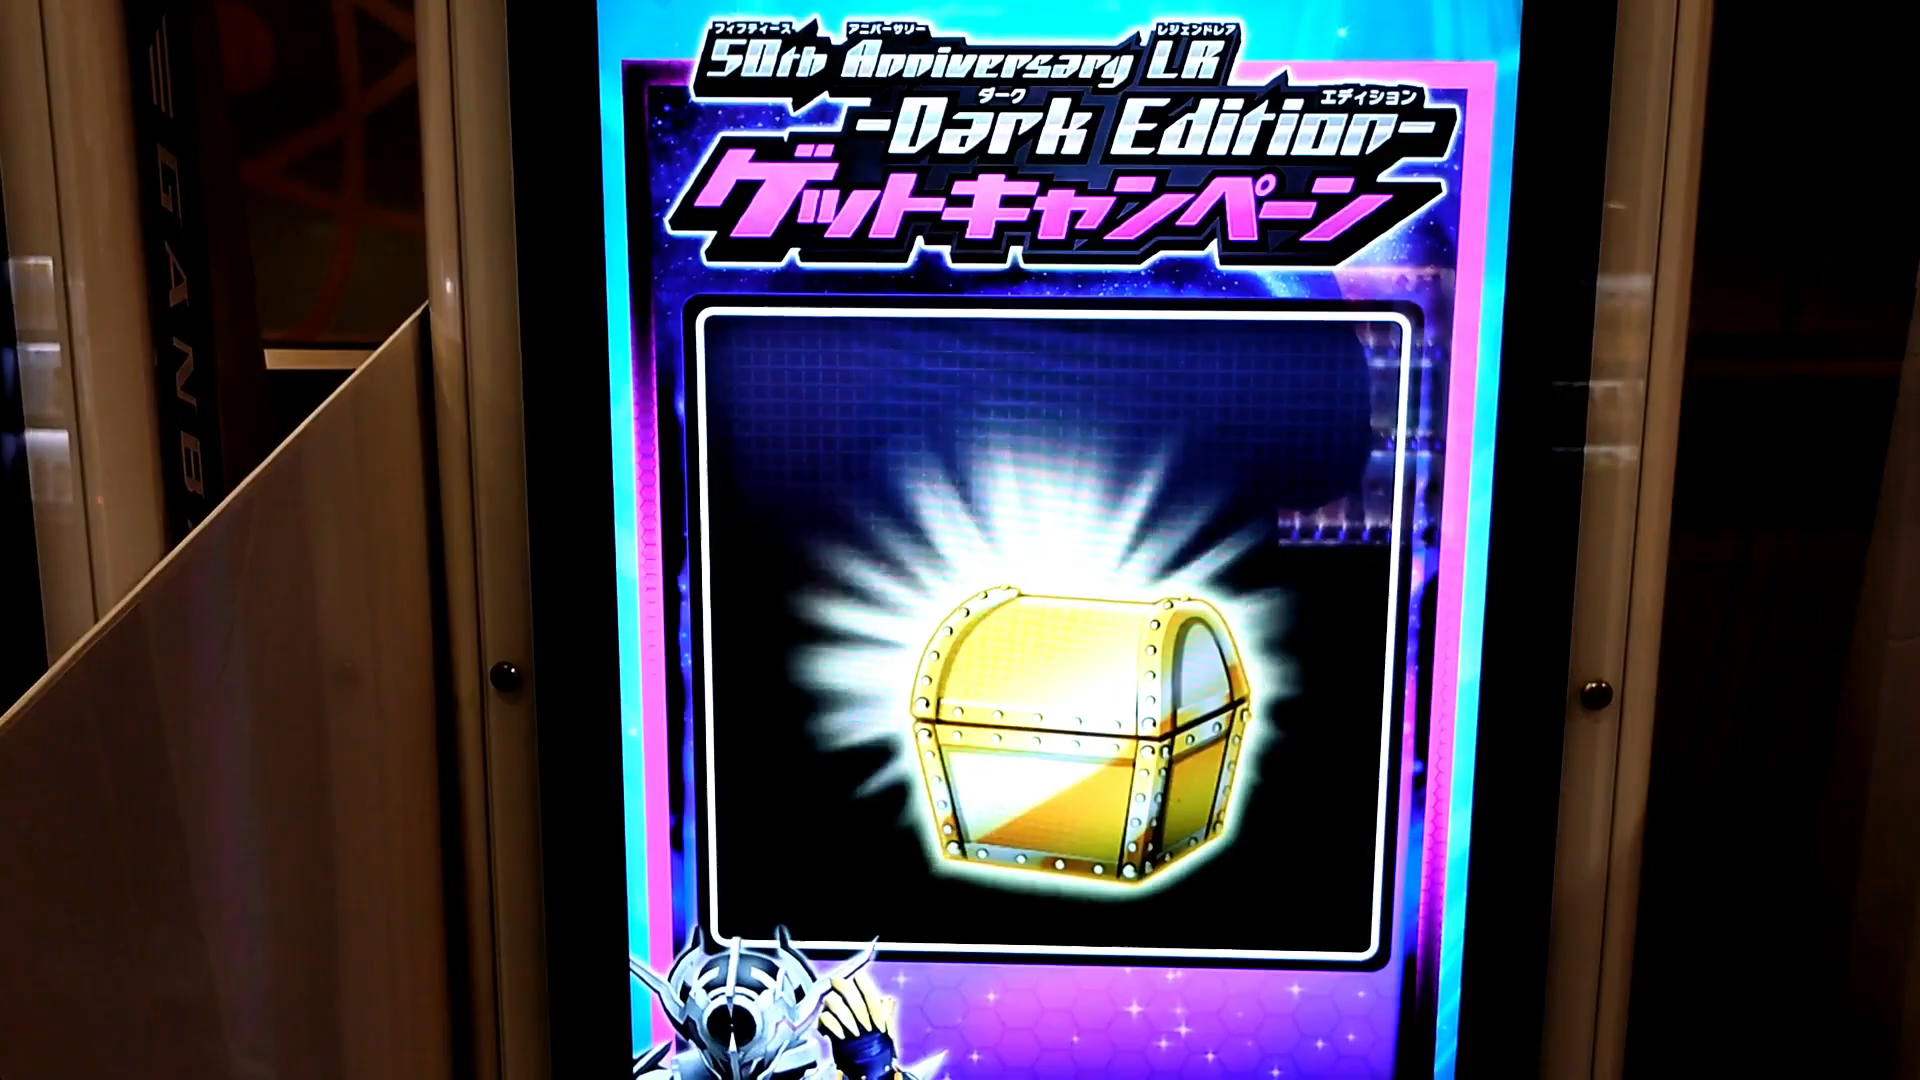 フィフティース アニバーサリー レジェンドレア
50th Anniversary LR
ダーク エディション
-Dark Edition-
ゲットキャンペーン
GANB